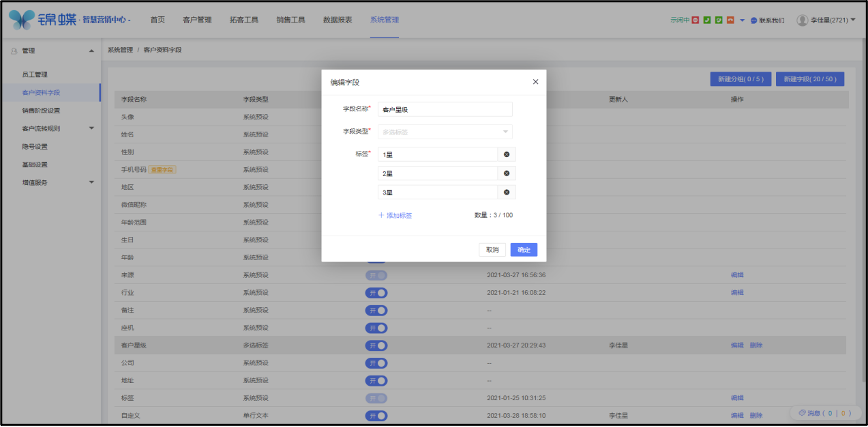 锦蝶 · 智慧营销中心 · 首页 客户管理 拓客工具 销售工具 数据报表 系统管理 示闲中 联系我们 李佳星(2721)
管理
系统管理 / 客户资料字段
员工管理
客户资料字段
销售阶段设置
客户流转规则
隐号设置
基础设置
增值服务
新建分组( 0 / 5 ) 新建字段( 20 / 50 )
字段名称 字段类型 更新人 操作
头像 系统预设
姓名 系统预设
性别 系统预设
手机号码 系统预设
地区 系统预设
微信昵称 系统预设
年龄范围 系统预设
生日 系统预设
年龄 系统预设
来源 系统预设 开 2021-03-27 16:56:36 编辑
行业 系统预设 开 2021-01-21 16:08:22 编辑
备注 系统预设 开 --
座机 系统预设 开 --
客户星级 多选标签 开 2021-03-27 20:29:43 李佳星 编辑 删除
公司 系统预设 开 --
地址 系统预设 开 --
标签 系统预设 开 2021-01-25 10:31:25 编辑
自定义 单行文本 开 2021-03-26 18:58:10 李佳星 编辑 删除
编辑字段
字段名称* 客户星级
字段类型* 多选标签
标签* 1星
2星
3星
+ 添加标签 数量：3 / 100
取消 确定
消息 ( 0 | 0 )